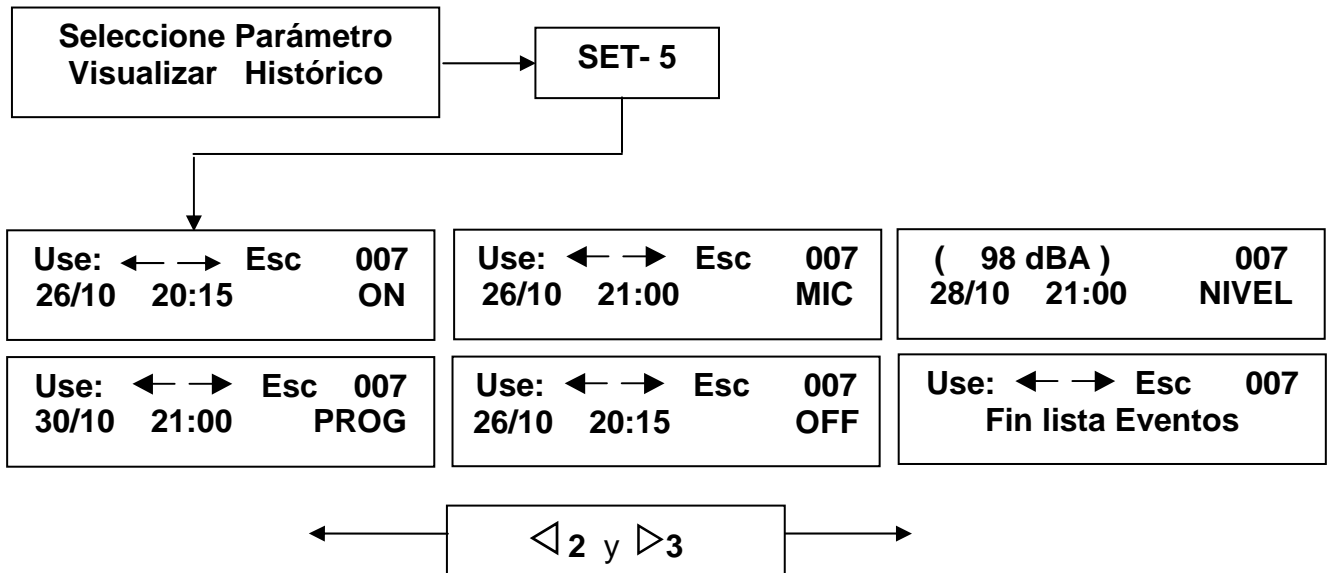 Seleccione Parámetro
Visualizar Histórico
SET- 5
Use: ← → Esc 007
26/10 20:15 ON
Use: ← → Esc 007
26/10 21:00 MIC
( 98 dBA ) 007
28/10 21:00 NIVEL
Use: ← → Esc 007
30/10 21:00 PROG
Use: ← → Esc 007
26/10 20:15 OFF
Use: ← → Esc 007
Fin lista Eventos
◁ 2 y ▷ 3